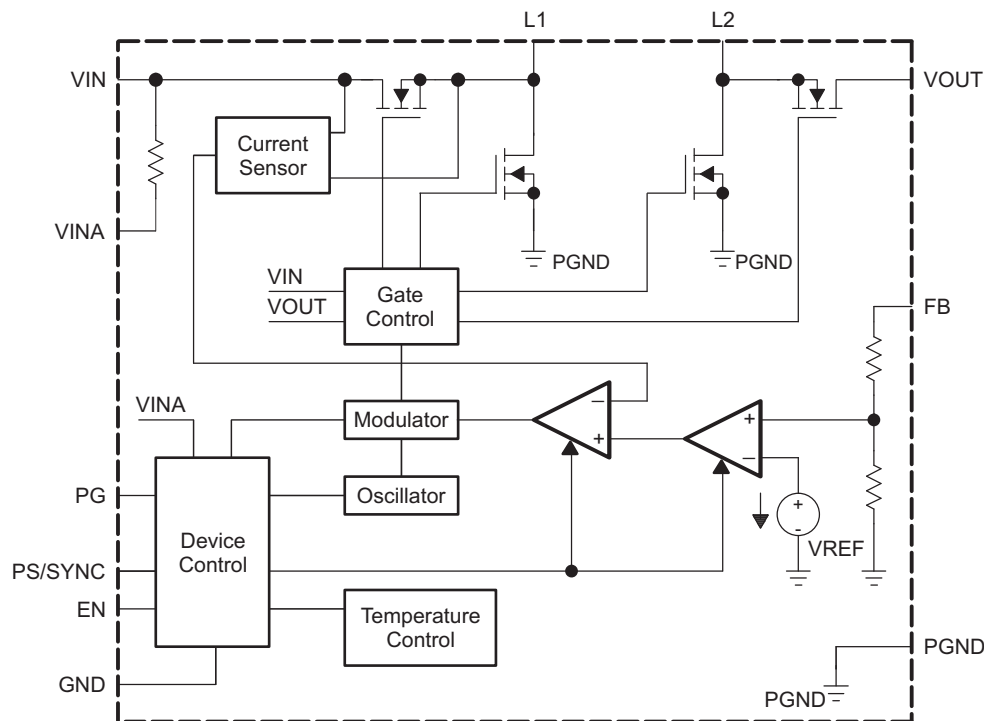 L1
L2
VIN
VOUT
Current
Sensor
VINA
PGND
PGND
VIN
VOUT
Gate
Control
FB
VINA
Modulator
−
+
+
−
PG
Oscillator
+
-
VREF
Device
Control
PS/SYNC
EN
Temperature
Control
PGND
GND
PGND